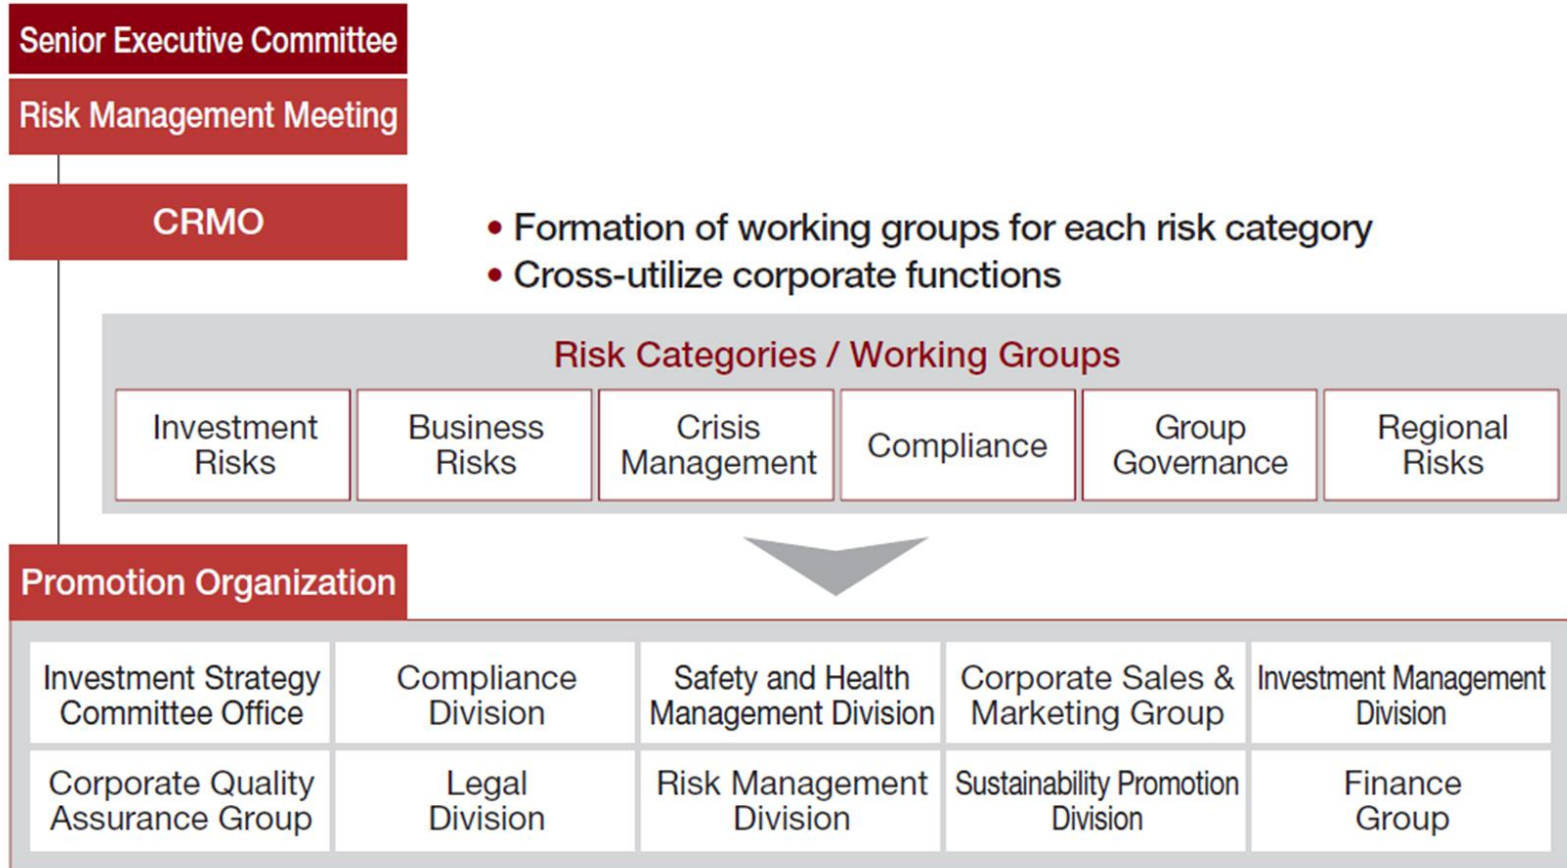 Senior Executive Committee
Risk Management Meeting
CRMO
• Formation of working groups for each risk category
• Cross-utilize corporate functions
Risk Categories / Working Groups
Investment
Risks
Business
Risks
Crisis
Management
Compliance
Group
Governance
Regional
Risks
Promotion Organization
Investment Strategy
Committee Office
Compliance
Division
Safety and Health
Management Division
Corporate Sales &
Marketing Group
Investment Management
Division
Corporate Quality
Assurance Group
Legal
Division
Risk Management
Division
Sustainability Promotion
Division
Finance
Group